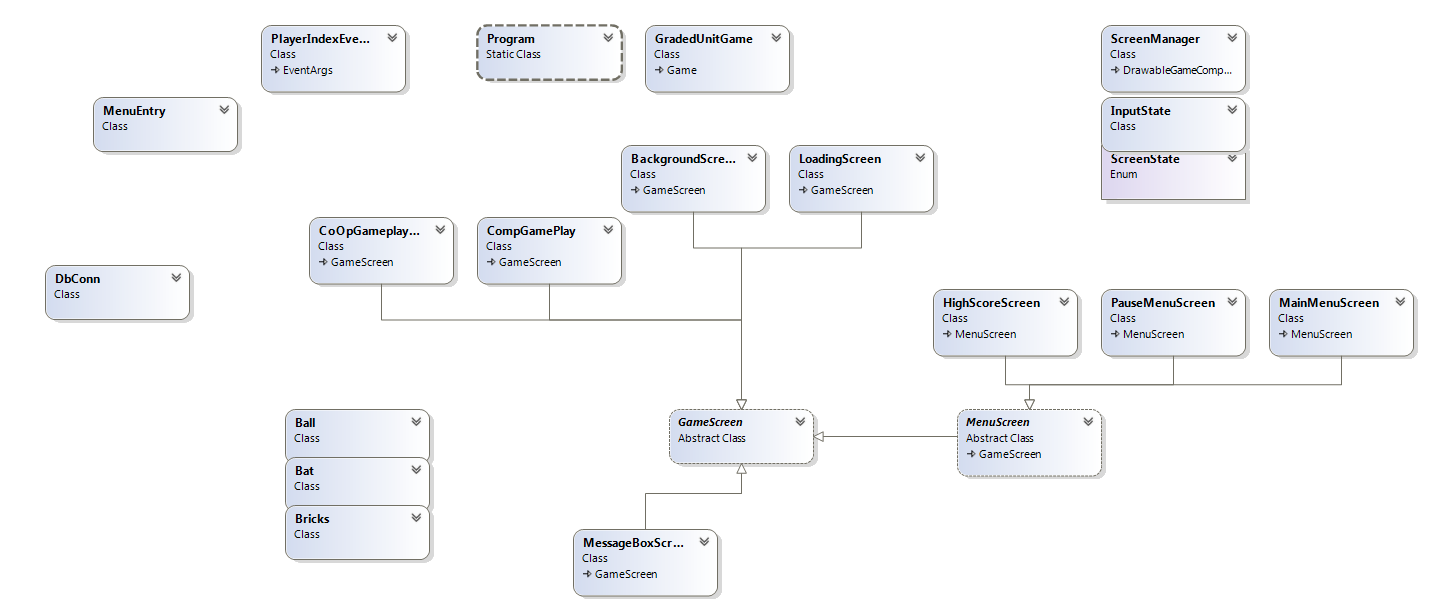 PlayerIndexEve...
Class
EventArgs
Program
Static Class
GradedUnitGame
Class
Game
ScreenManager
Class
DrawableGameComp...
MenuEntry
Class
InputState
Class
ScreenState
Enum
BackgroundScre...
Class
GameScreen
LoadingScreen
Class
GameScreen
CoOpGameplay...
Class
GameScreen
CompGamePlay
Class
GameScreen
DbConn
Class
HighScoreScreen
Class
MenuScreen
PauseMenuScreen
Class
MenuScreen
MainMenuScreen
Class
MenuScreen
Ball
Class
Bat
Class
Bricks
Class
GameScreen
Abstract Class
MenuScreen
Abstract Class
GameScreen
MessageBoxScr...
Class
GameScreen